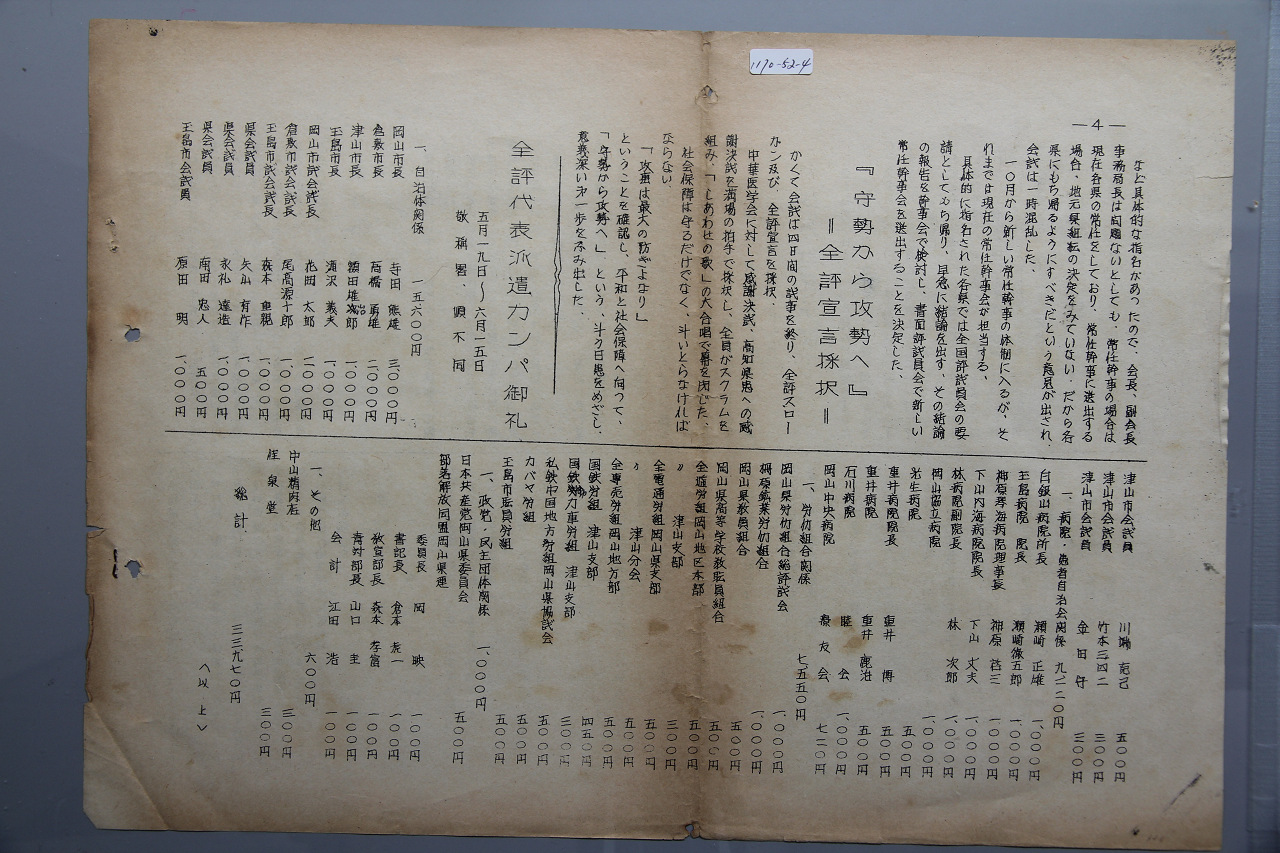 1170-52-4
—4—
など具体的な指名があったので、会長、副会長
事務局長は問題ないとしても、常任幹事の場合は
現在各県の常任をしており、常任幹事に選出する
場合、地元県組織の決定をみていない。だから各
県にもち帰るようにすべきだという意見が出され、
会議は一時混乱した。
一〇月から新しい常任幹事の体制に入るが、そ
れまでは現在の常任幹事会が担当する。
具体的に指名された各県では全国評議員会の要
請としてもち帰り、早急に結論を出す、その結論
の報告を幹事会で検討し、書面評議員会で新しい
常任幹事会を選出することを決定した。
『守勢から攻勢へ』
=全評宣言採択=
かくて会議は四日間の議事を終り、全評スロー
ガン及び、全評宣言を採択、
中華医学会に対して感謝決議、高知県患への感
謝決議を満場の拍手で採択し、全員がスクラムを
組み、「しあわせの歌」の大合唱で幕を閉じた、
社会保障は守るだけでなく、斗いとらなければ
ならない
「攻撃は最大の防ぎょなり」
ということを確認し、平和と社会保障へ向って、
「守勢から攻勢へ」、という、斗う日患をめざし、
意義深い第一歩をふみ出した。
全評代表派遣カンパ御礼
五月一九日～六月一五日
敬称略、順不同
一、自治体関係 一五六〇〇円
岡山市長 寺田 熊雄 三〇〇〇円
倉敷市長 高橋 勇雄 二〇〇〇円
津山市長 額田雄治郎 一、〇〇〇円
玉島市長 滝沢 義夫 一、〇〇〇円
岡山市議会議長 花田 太郎 二〇〇〇円
倉敷市議会議長 尾高源十郎 一、〇〇〇円
玉島市議会議長 森本 重親 一、〇〇〇円
県会議員 矢山 有作 一、〇〇〇円
県会議員 永礼 達造 一、〇〇〇円
県会議員 角田 忠人 五〇〇円
玉島市会議員 原田 明 一、〇〇〇円
津山市会議員 川端 記己 五〇〇円
津山市会議員 竹本三四二 三〇〇円
津山市会議員 金田 守 三〇〇円
一、病院、患者自治会関係 九二二〇円
白銀山病院所長 瀬崎 正雄 一、〇〇〇円
玉島病院 院長 瀬崎倭五郎 一、〇〇〇円
神原琴海病院理事長 神原 啓三 一、〇〇〇円
下山内海病院院長 下山 丈夫 一、〇〇〇円
林病院副院長 林 次郎 一、〇〇〇円
岡山協立病院 一、〇〇〇円
光生病院 五〇〇円
重井病院院長 重井 博 五〇〇円
重井病院 重井 鹿治 五〇〇円
石川病院 睦会 一、〇〇〇円
岡山中央病院 療友会 七二〇円
一、労仂組合関係 七五五〇円
岡山県労仂組合総評議会 一、〇〇〇円
柵原鉱業労仂組合 一、〇〇〇円
岡山県教員組合 五〇〇円
岡山県高等学校教職員組合 五〇〇円
全逓労組岡山地区本部 五〇〇円
〃 津山支部 三〇〇円
全電通労組岡山県支部 五〇〇円
〃 津山分会 五〇〇円
全専売労組岡山地方部 五〇〇円
国鉄労組 津山支部 四五〇円
国鉄動力車労組 津山支部 三〇〇円
私鉄中国地方労組岡山県協議会 五〇〇円
カバヤ労組 五〇〇円
玉島市職員労組 五〇〇円
一、政党・民主団体関係 一、〇〇〇円
日本共産党岡山県委員会 五〇〇円
部落解放同盟岡山県連
委員長 岡 映 一〇〇円
書記長 倉本 虎一 一〇〇円
教宣部長 森本 孝富 一〇〇円
青対部長 山口 圭 一〇〇円
会計 江田 浩 一〇〇円
一、その他 六〇〇円
中山精肉店 三〇〇円
屋泉堂 三〇〇円
総計 三三、九七〇円
〈以上〉